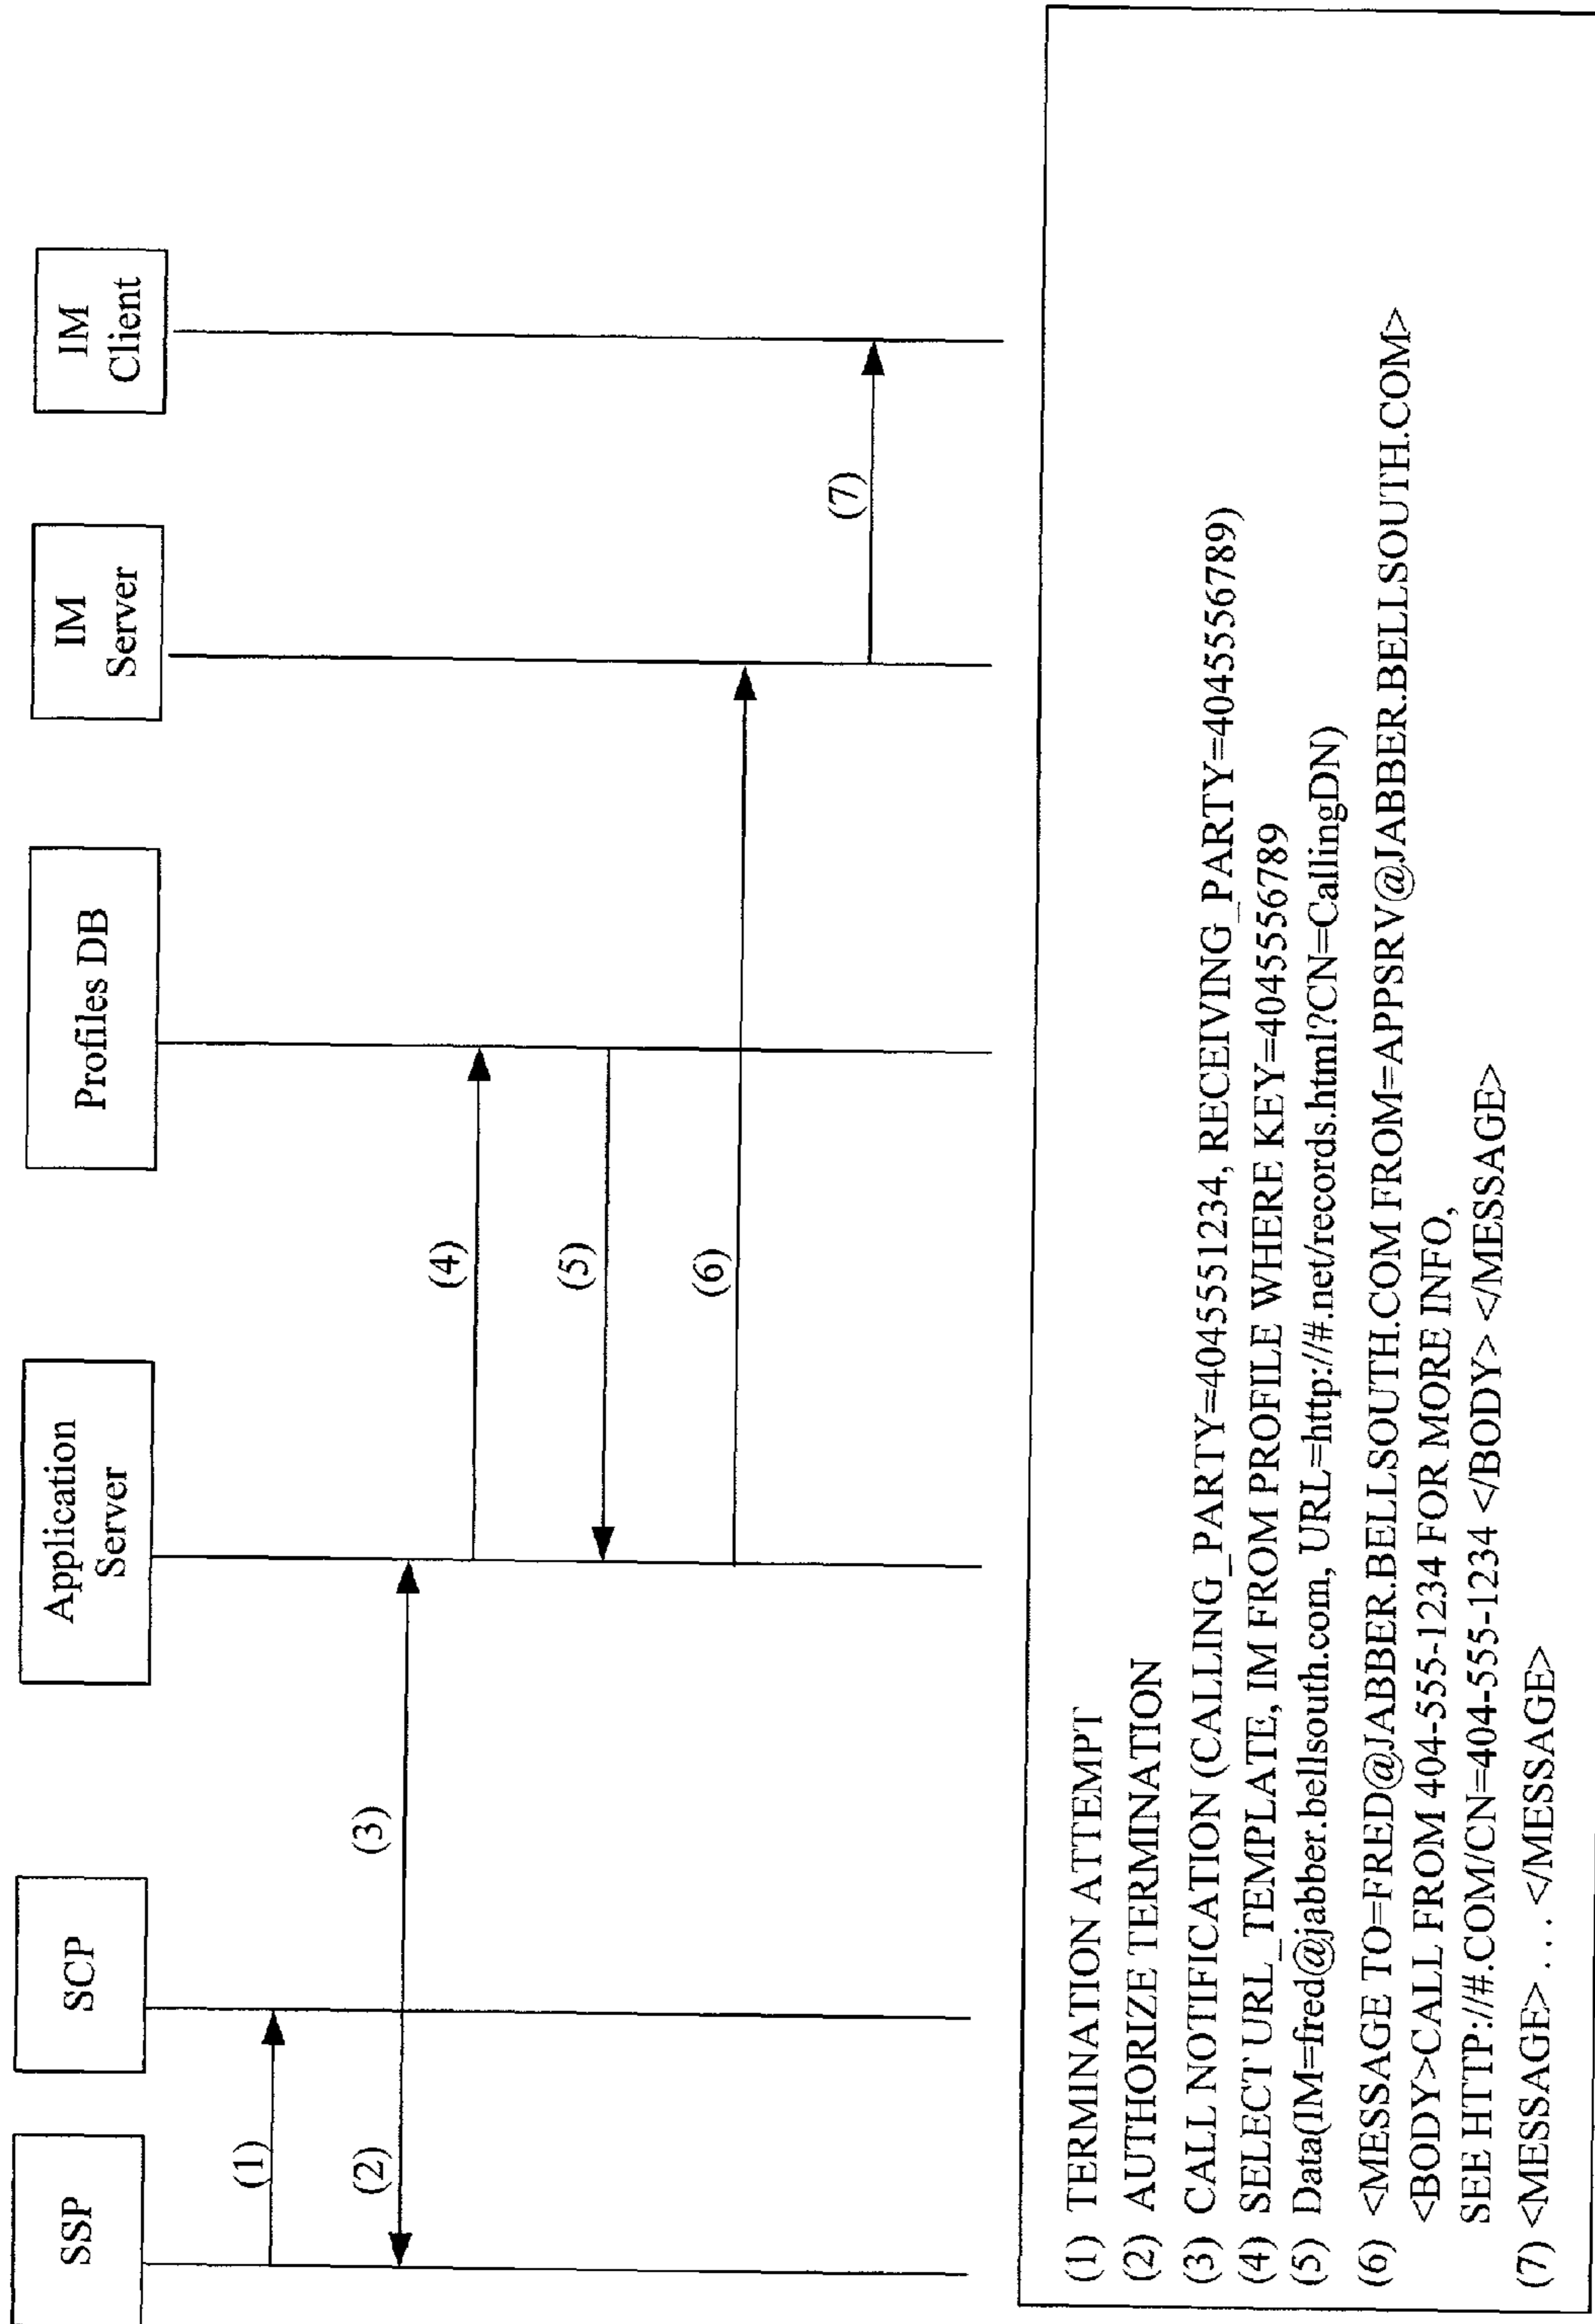 SSP
SCP
Application
Server
Profiles DB
IM
Server
IM
Client
(1)
(2)
(3)
(4)
(5)
(6)
(7)
(1) TERMINATION ATTEMPT
(2) AUTHORIZE TERMINATION
(3) CALL NOTIFICATION (CALLING_PARTY=4045551234, RECEIVING_PARTY=4045556789)
(4) SELECT URL_TEMPLATE, IM FROM PROFILE WHERE KEY=4045556789
(5) Data(IM=fred@jabber.bellsouth.com, URL=http://#.net/records.html?CN=CallingDN)
(6) <MESSAGE TO=FRED@JABBER.BELLSOUTH.COM FROM=APPSRV@JABBER.BELLSOUTH.COM>
<BODY>CALL FROM 404-555-1234 FOR MORE INFO,
SEE HTTP://#.COM/CN=404-555-1234 </BODY> </MESSAGE>
(7) <MESSAGE> . . . </MESSAGE>